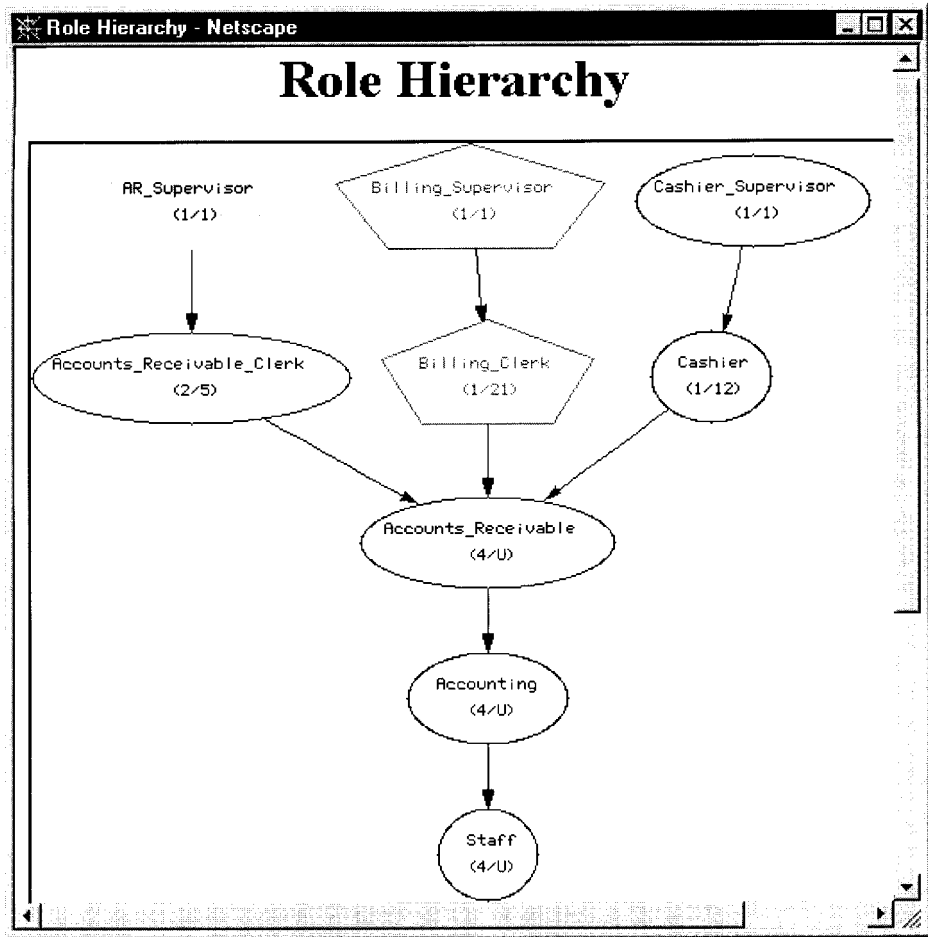 Role Hierarchy - Netscape
Role Hierarchy
AR_Supervisor
(1/1)
Billing_Supervisor
(1/1)
Cashier_Supervisor
(1/1)
Accounts_Receivable_Clerk
(2/5)
Billing_Clerk
(1/21)
Cashier
(1/12)
Accounts_Receivable
(4/U)
Accounting
(4/U)
Staff
(4/U)